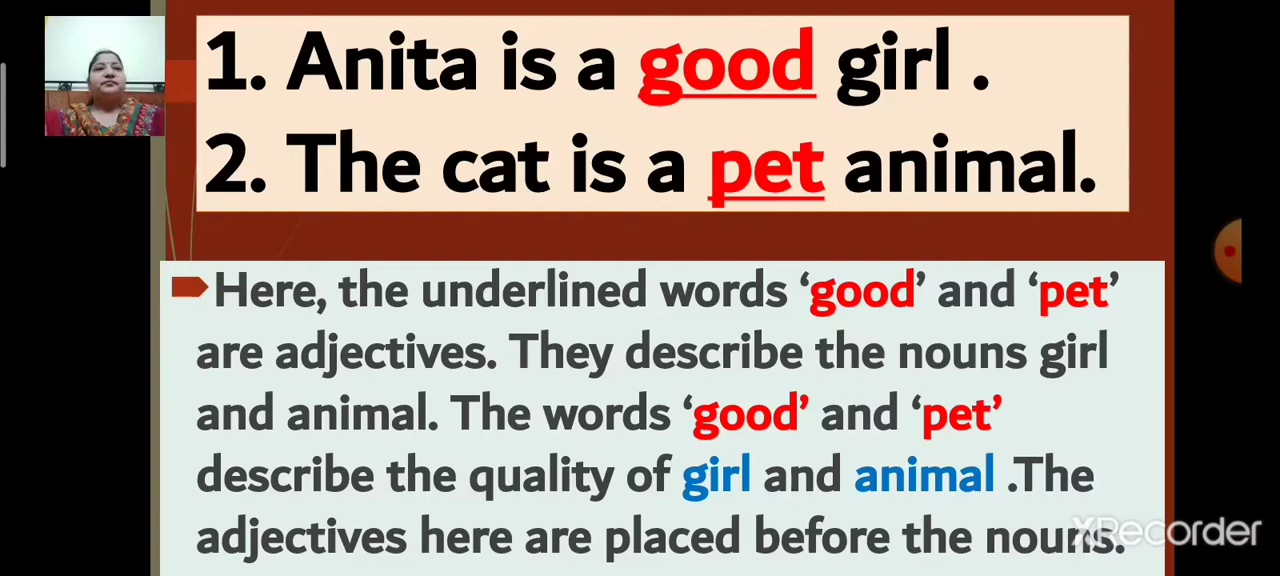 1. Anita is a good girl .
2. The cat is a pet animal.
Here, the underlined words ‘good’ and ‘pet’
are adjectives. They describe the nouns girl
and animal. The words ‘good’ and ‘pet’
describe the quality of girl and animal .The
adjectives here are placed before the nouns.
XRecorder